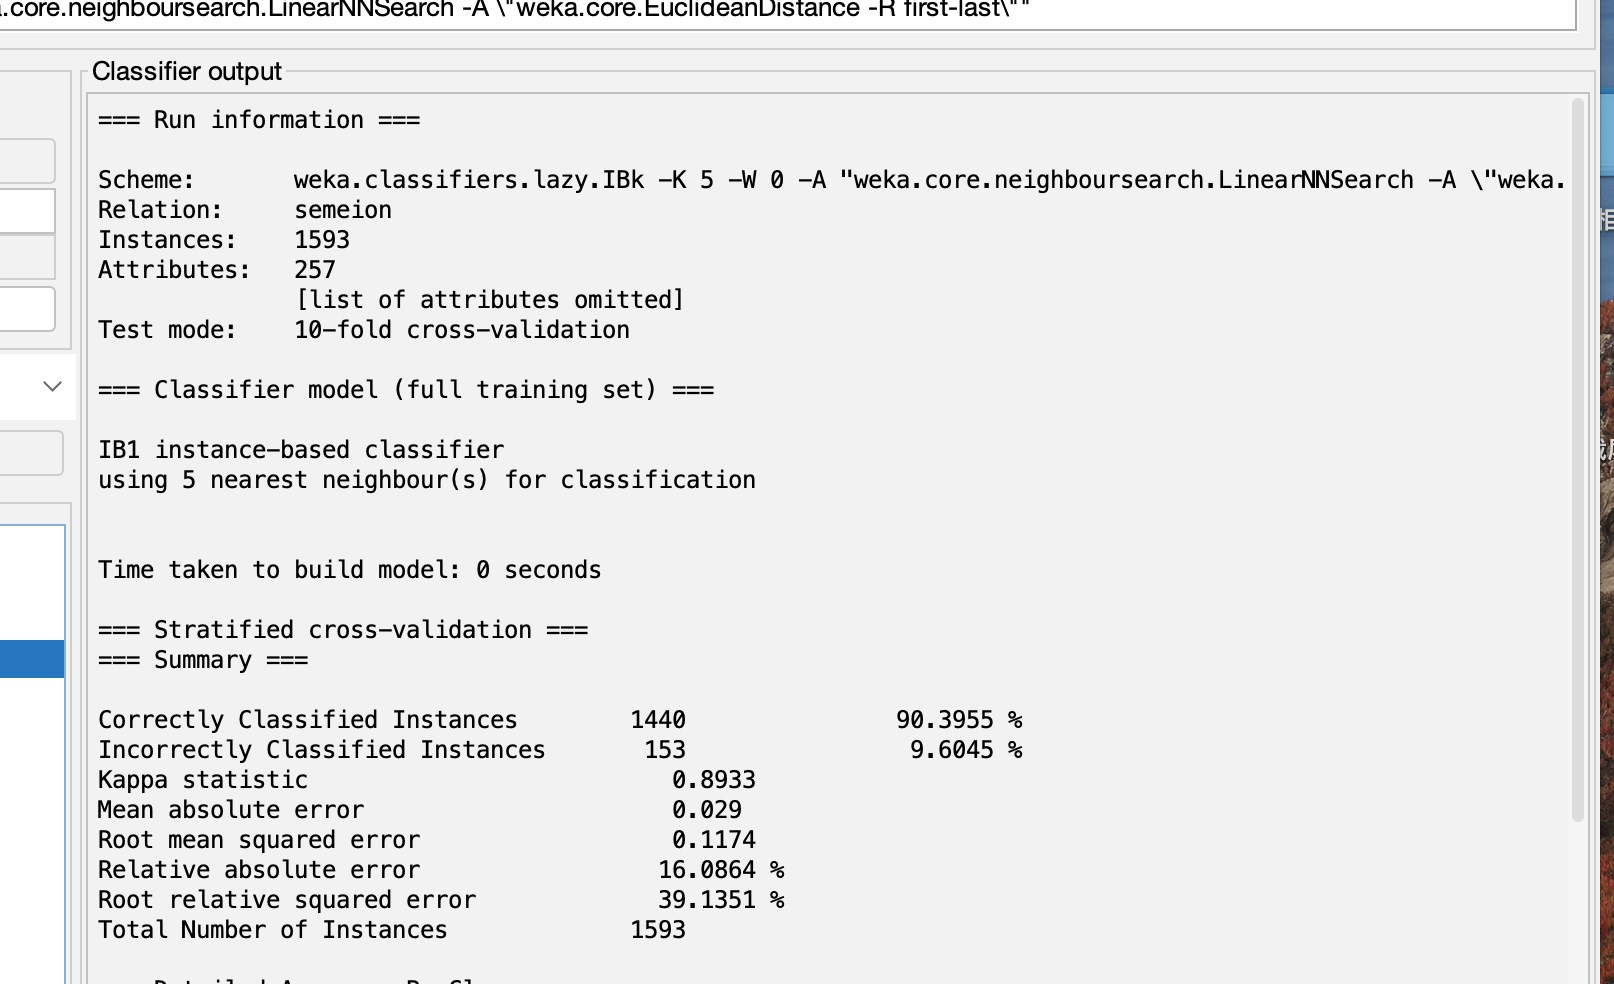 .core.neighboursearch.LinearNNSearch -A \"weka.core.EuclideanDistance -R first-last\""
Classifier output
=== Run information ===
Scheme: weka.classifiers.lazy.IBk -K 5 -W 0 -A "weka.core.neighboursearch.LinearNNSearch -A \"weka.
Relation: semeion
Instances: 1593
Attributes: 257
[list of attributes omitted]
Test mode: 10-fold cross-validation
=== Classifier model (full training set) ===
IB1 instance-based classifier
using 5 nearest neighbour(s) for classification
Time taken to build model: 0 seconds
=== Stratified cross-validation ===
=== Summary ===
Correctly Classified Instances 1440 90.3955 %
Incorrectly Classified Instances 153 9.6045 %
Kappa statistic 0.8933
Mean absolute error 0.029
Root mean squared error 0.1174
Relative absolute error 16.0864 %
Root relative squared error 39.1351 %
Total Number of Instances 1593